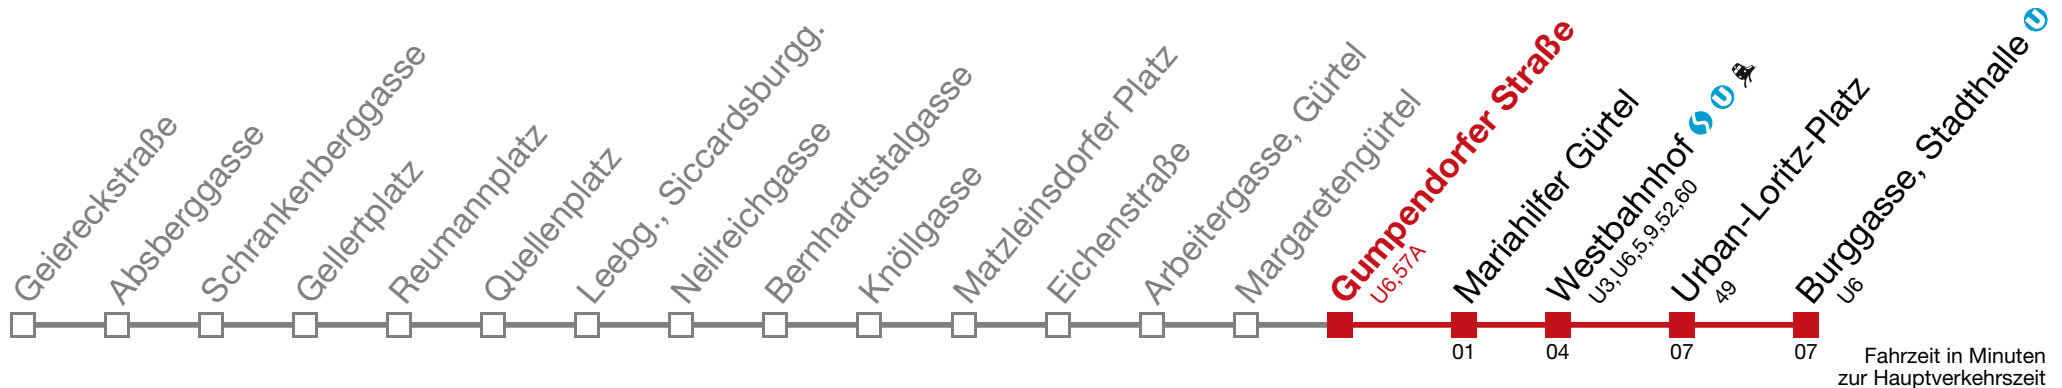 Geiereckstraße
Absberggasse
Schrankenberggasse
Gellertplatz
Reumannplatz
Quellenplatz
Leebg., Siccardsburgg.
Neilreichgasse
Bernhardtstalgasse
Knöllgasse
Matzleinsdorfer Platz
Eichenstraße
Arbeitergasse, Gürtel
Margaretengürtel
Gumpendorfer Straße
U6,57A
Mariahilfer Gürtel
Westbahnhof S U
U3,U6,5,9,52,60
Urban-Loritz-Platz
49
Burggasse, Stadthalle U
U6
01
04
07
07
Fahrzeit in Minuten
zur Hauptverkehrszeit